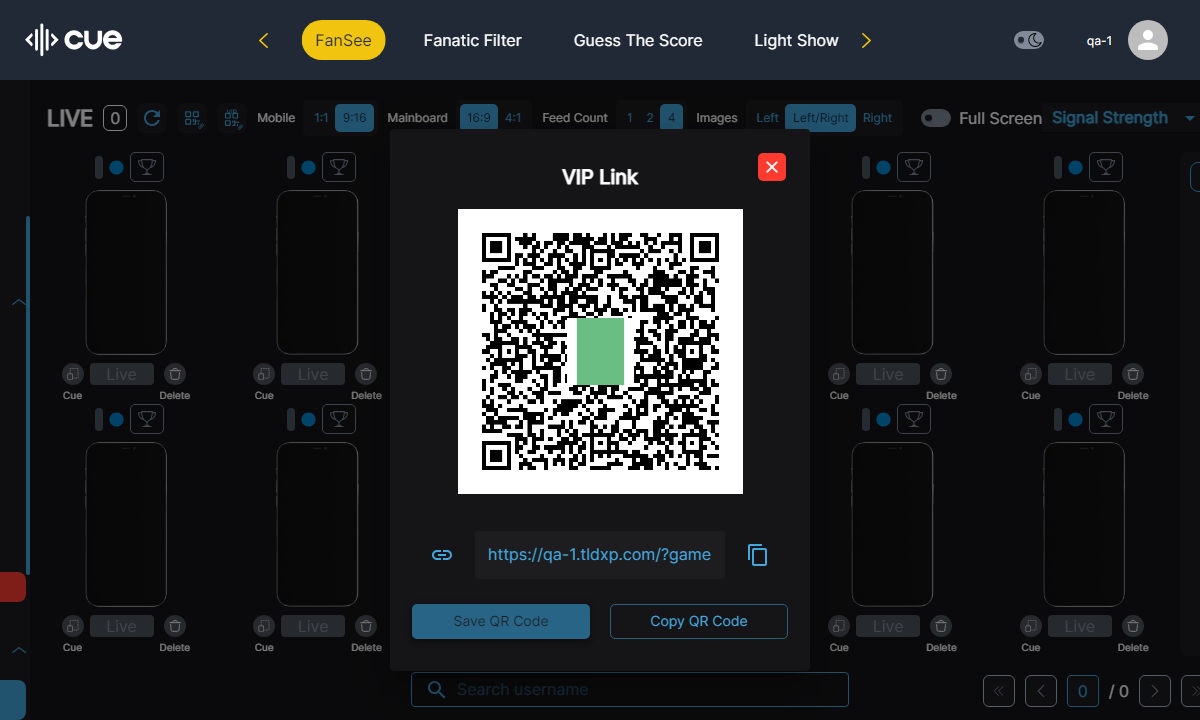 cue
FanSee
Fanatic Filter
Guess The Score
Light Show
qa-1
LIVE 0
Mobile 1:1 9:16
Mainboard 16:9 4:1
Feed Count 1 2 4
Images Left Left/Right Right
Full Screen
Signal Strength
VIP Link
Live Live Live Live
Cue Delete Cue Delete Cue Delete Cue Delete
https://qa-1.tldxp.com/?game
Save QR Code
Copy QR Code
Live Live Live Live
Cue Delete Cue Delete Cue Delete Cue Delete
Search username
0 / 0